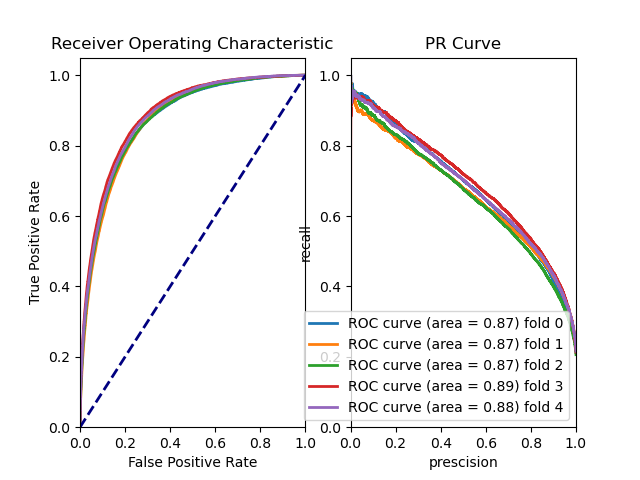 Receiver Operating Characteristic
PR Curve
1.0
0.8
0.6
0.4
0.2
0.0
True Positive Rate
0.0 0.2 0.4 0.6 0.8 1.0
False Positive Rate
1.0
0.8
0.6
0.4
0.2
0.0
recall
ROC curve (area = 0.87) fold 0
ROC curve (area = 0.87) fold 1
ROC curve (area = 0.87) fold 2
ROC curve (area = 0.89) fold 3
ROC curve (area = 0.88) fold 4
0.0 0.2 0.4 0.6 0.8 1.0
prescision